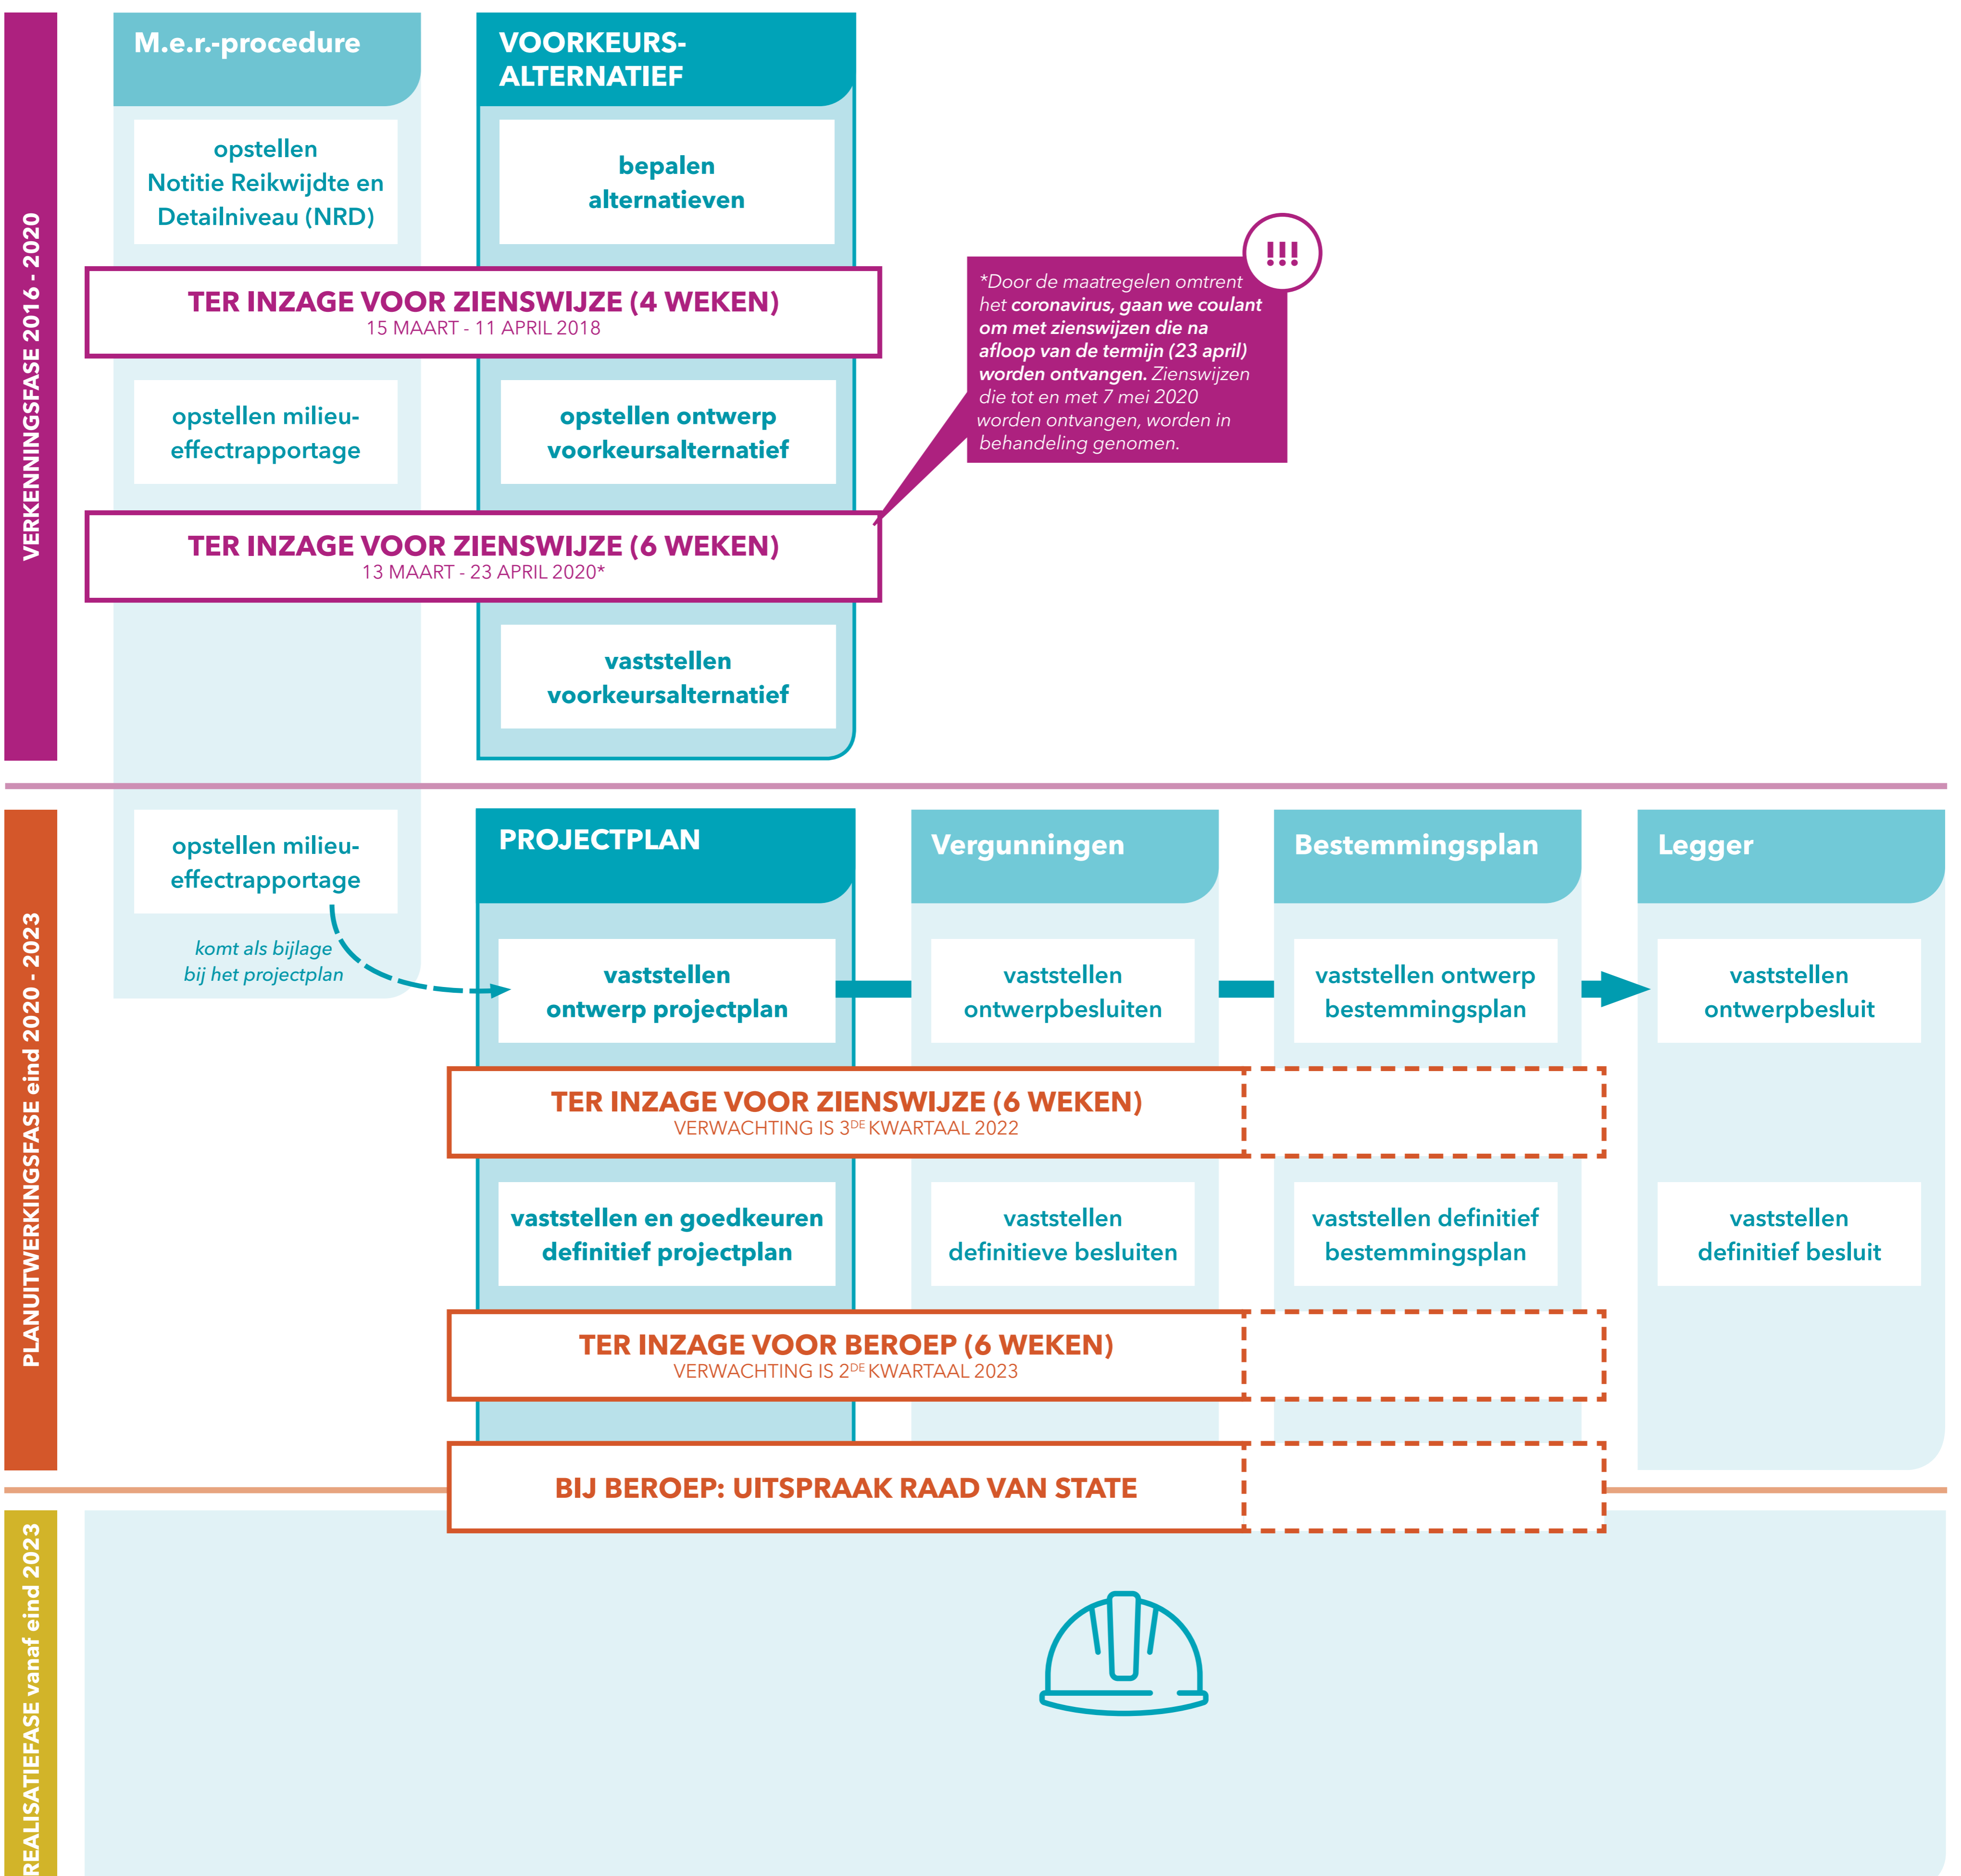 VERKENNINGSFASE 2016 - 2020
M.e.r.-procedure
opstellen
Notitie Reikwijdte en
Detailniveau (NRD)
VOORKEURS-
ALTERNATIEF
bepalen
alternatieven
TER INZAGE VOOR ZIENSWIJZE (4 WEKEN)
15 MAART - 11 APRIL 2018
!!!
*Door de maatregelen omtrent
het coronavirus, gaan we coulant
om met zienswijzen die na
afloop van de termijn (23 april)
worden ontvangen. Zienswijzen
die tot en met 7 mei 2020
worden ontvangen, worden in
behandeling genomen.
opstellen milieu-
effectrapportage
opstellen ontwerp
voorkeursalternatief
TER INZAGE VOOR ZIENSWIJZE (6 WEKEN)
13 MAART - 23 APRIL 2020*
vaststellen
voorkeursalternatief
PLANUITWERKINGSFASE eind 2020 - 2023
opstellen milieu-
effectrapportage
komt als bijlage
bij het projectplan
PROJECTPLAN
Vergunningen
Bestemmingsplan
Legger
vaststellen
ontwerp projectplan
vaststellen
ontwerpbesluiten
vaststellen ontwerp
bestemmingsplan
vaststellen
ontwerpbesluit
TER INZAGE VOOR ZIENSWIJZE (6 WEKEN)
VERWACHTING IS 3DE KWARTAAL 2022
vaststellen en goedkeuren
definitief projectplan
vaststellen
definitieve besluiten
vaststellen definitief
bestemmingsplan
vaststellen
definitief besluit
TER INZAGE VOOR BEROEP (6 WEKEN)
VERWACHTING IS 2DE KWARTAAL 2023
BIJ BEROEP: UITSPRAAK RAAD VAN STATE
REALISATIEFASE vanaf eind 2023